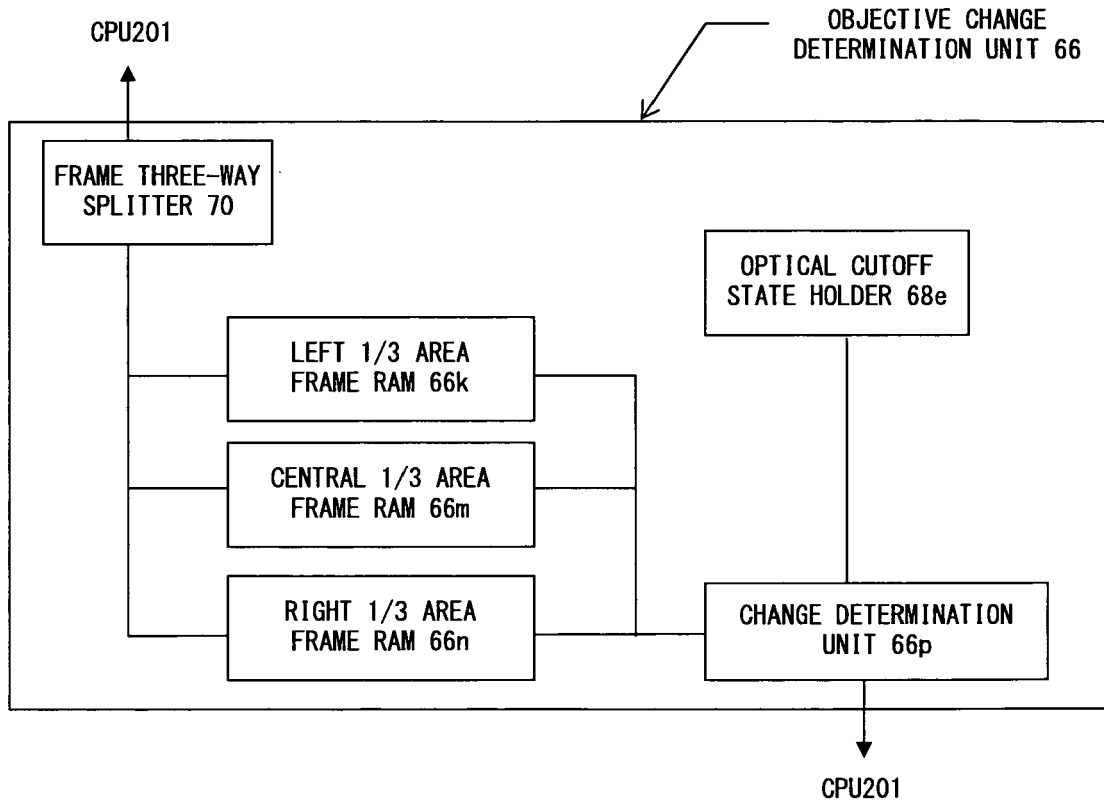 CPU201
OBJECTIVE CHANGE
DETERMINATION UNIT 66
FRAME THREE-WAY
SPLITTER 70
OPTICAL CUTOFF
STATE HOLDER 68e
LEFT 1/3 AREA
FRAME RAM 66k
CENTRAL 1/3 AREA
FRAME RAM 66m
RIGHT 1/3 AREA
FRAME RAM 66n
CHANGE DETERMINATION
UNIT 66p
CPU201